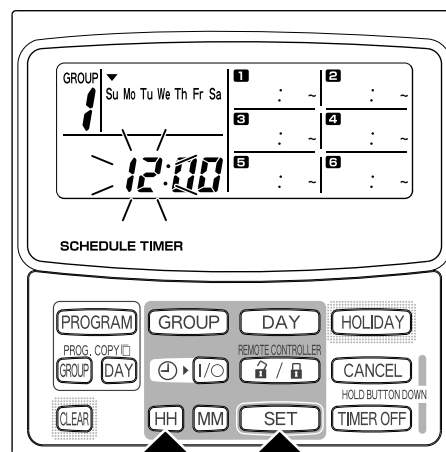 GROUP
1
Su Mo Tu We Th Fr Sa
12:00
1 : ~
2 : ~
3 : ~
4 : ~
5 : ~
6 : ~
SCHEDULE TIMER
PROGRAM
GROUP
DAY
HOLIDAY
PROG. COPY
GROUP
DAY
I/O
REMOTE CONTROLLER
/
CANCEL
HOLD BUTTON DOWN
CLEAR
HH
MM
SET
TIMER OFF